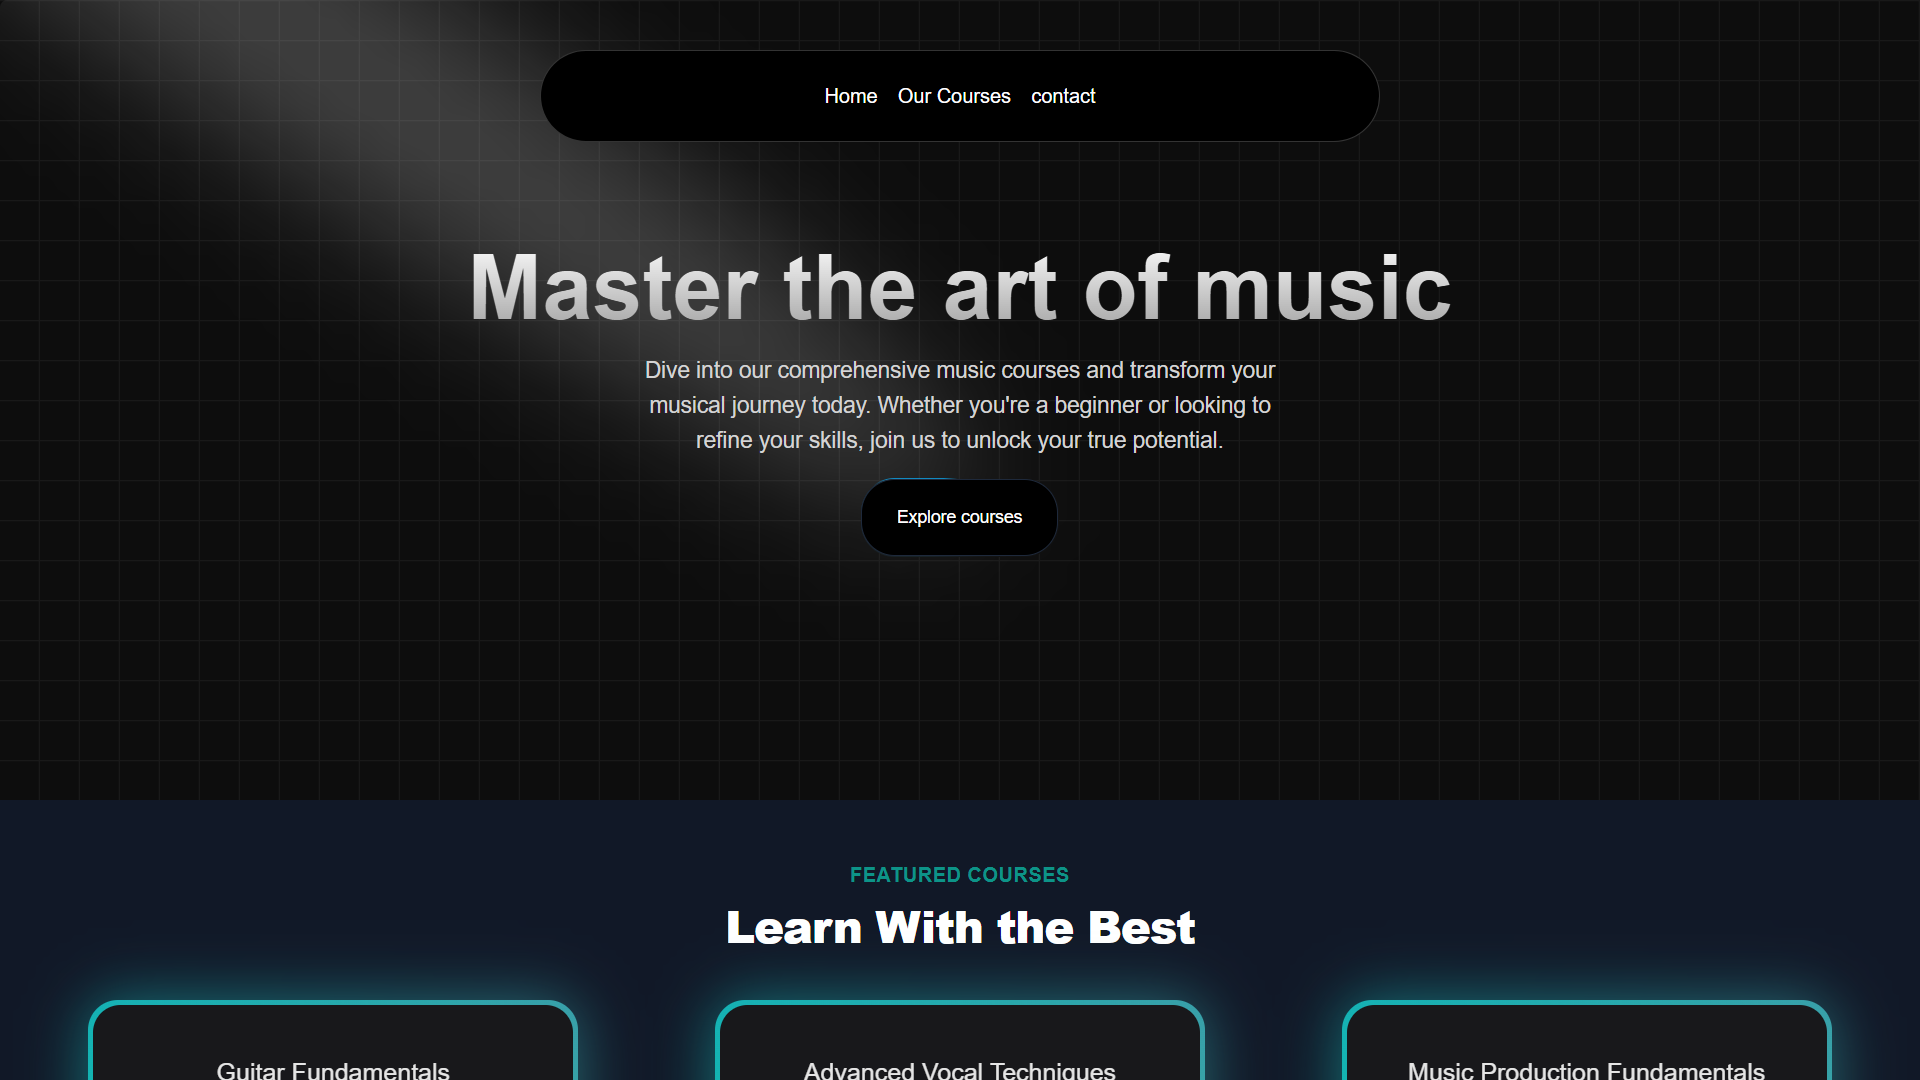 Home Our Courses contact
Master the art of music
Dive into our comprehensive music courses and transform your
musical journey today. Whether you're a beginner or looking to
refine your skills, join us to unlock your true potential.
Explore courses
FEATURED COURSES
Learn With the Best
Guitar Fundamentals
Advanced Vocal Techniques
Music Production Fundamentals